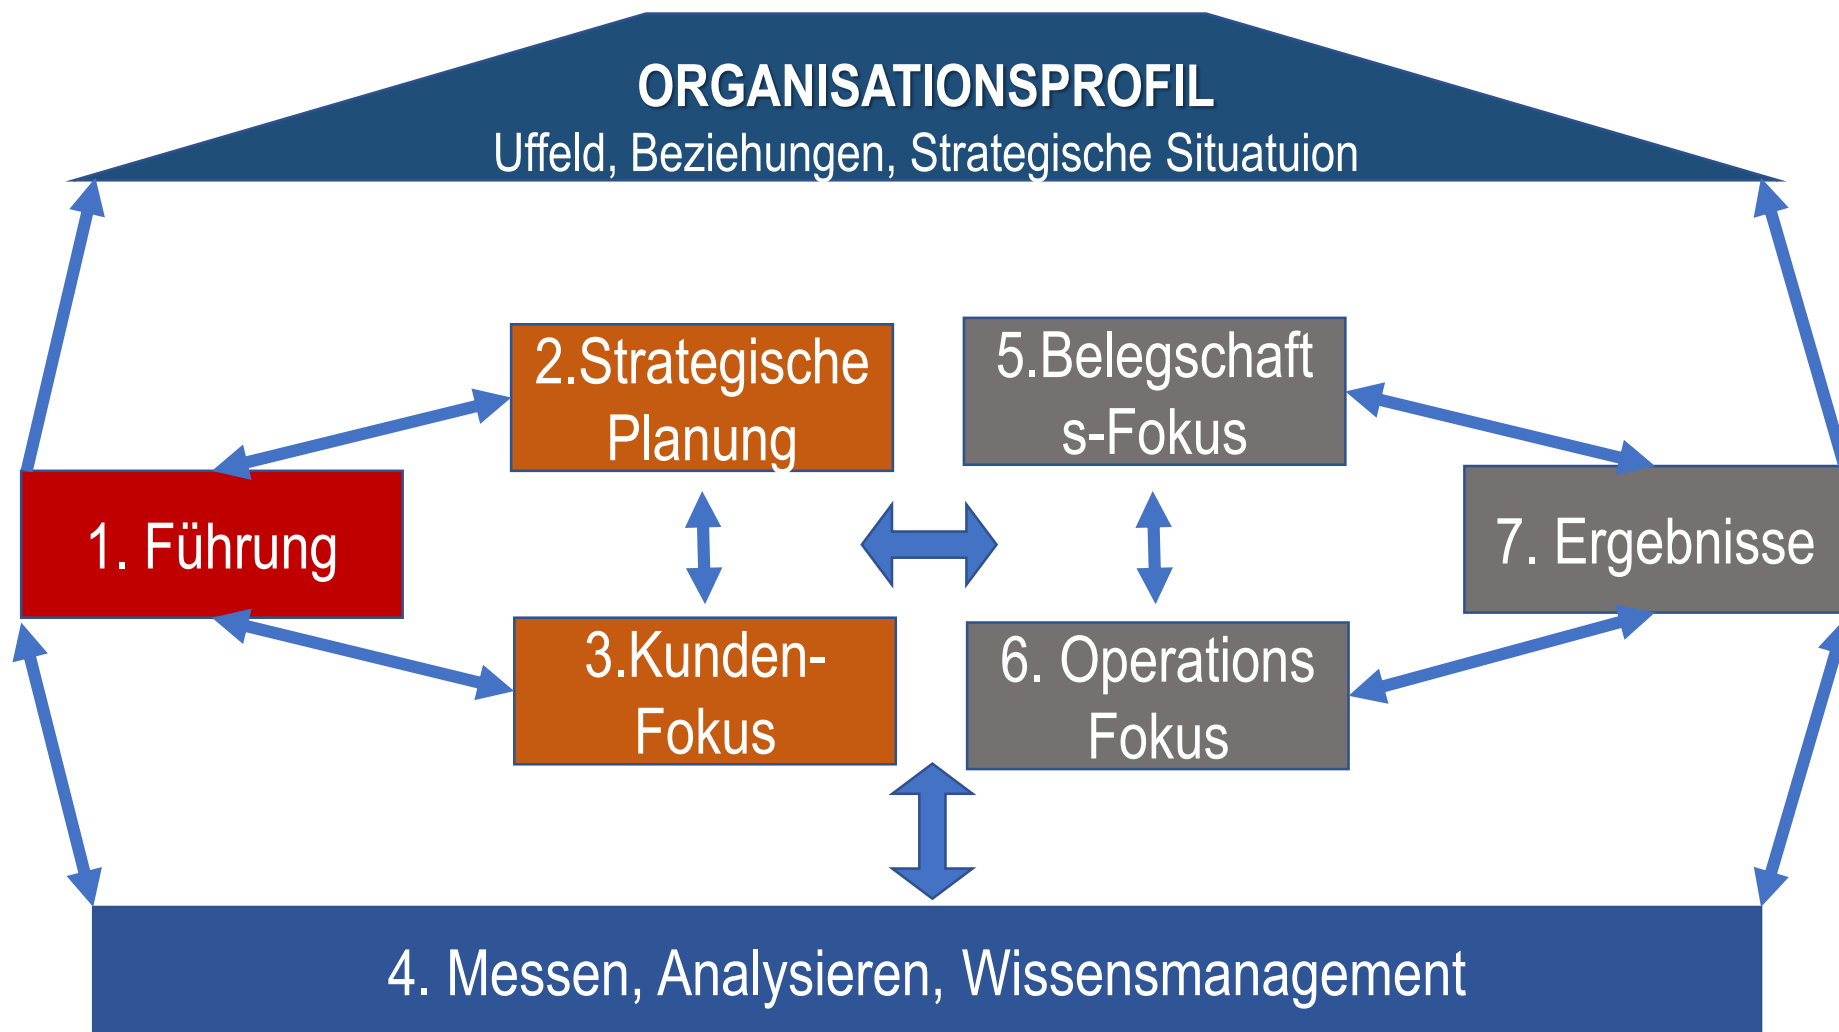 ORGANISATIONSPROFIL
Uffeld, Beziehungen, Strategische Situatuion
2.Strategische
Planung
5.Belegschaft
s-Fokus
1. Führung
7. Ergebnisse
3.Kunden-
Fokus
6. Operations
Fokus
4. Messen, Analysieren, Wissensmanagement